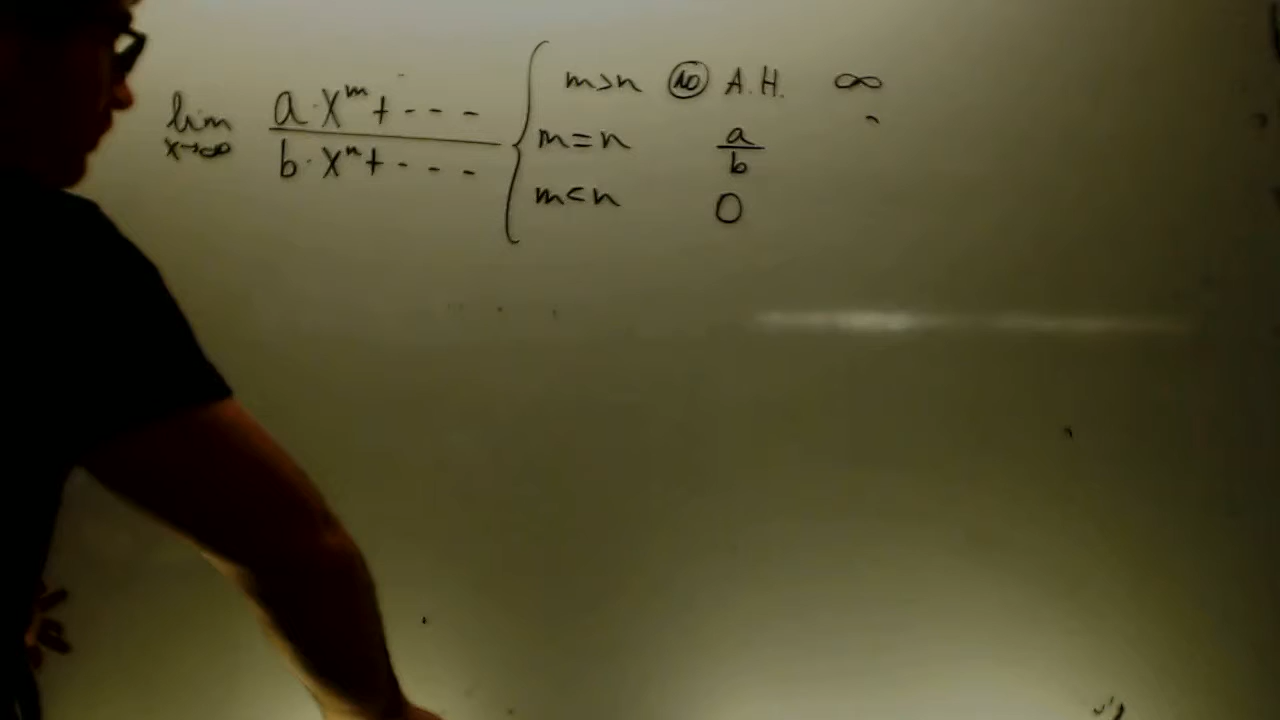 lim x→∞ (a·x^m + - - -) / (b·x^n + - - -) {
m>n NO A.H. ∞
m=n a/b
m<n 0